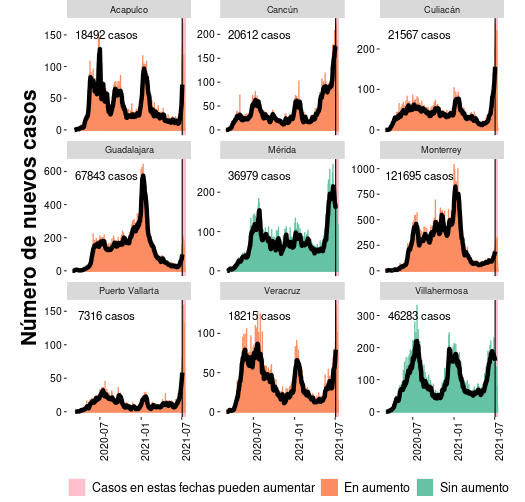 Número de nuevos casos
Acapulco
18492 casos
150
100
50
0
Cancún
20612 casos
200
150
100
50
0
Culiacán
21567 casos
200
100
0
Guadalajara
67843 casos
600
400
200
0
Mérida
36979 casos
200
100
0
Monterrey
121695 casos
1000
750
500
250
0
Puerto Vallarta
7316 casos
150
100
50
0
2020-07
2021-01
2021-07
Veracruz
18215 casos
100
50
0
2020-07
2021-01
2021-07
Villahermosa
46283 casos
300
200
100
0
2020-07
2021-01
2021-07
Casos en estas fechas pueden aumentar
En aumento
Sin aumento